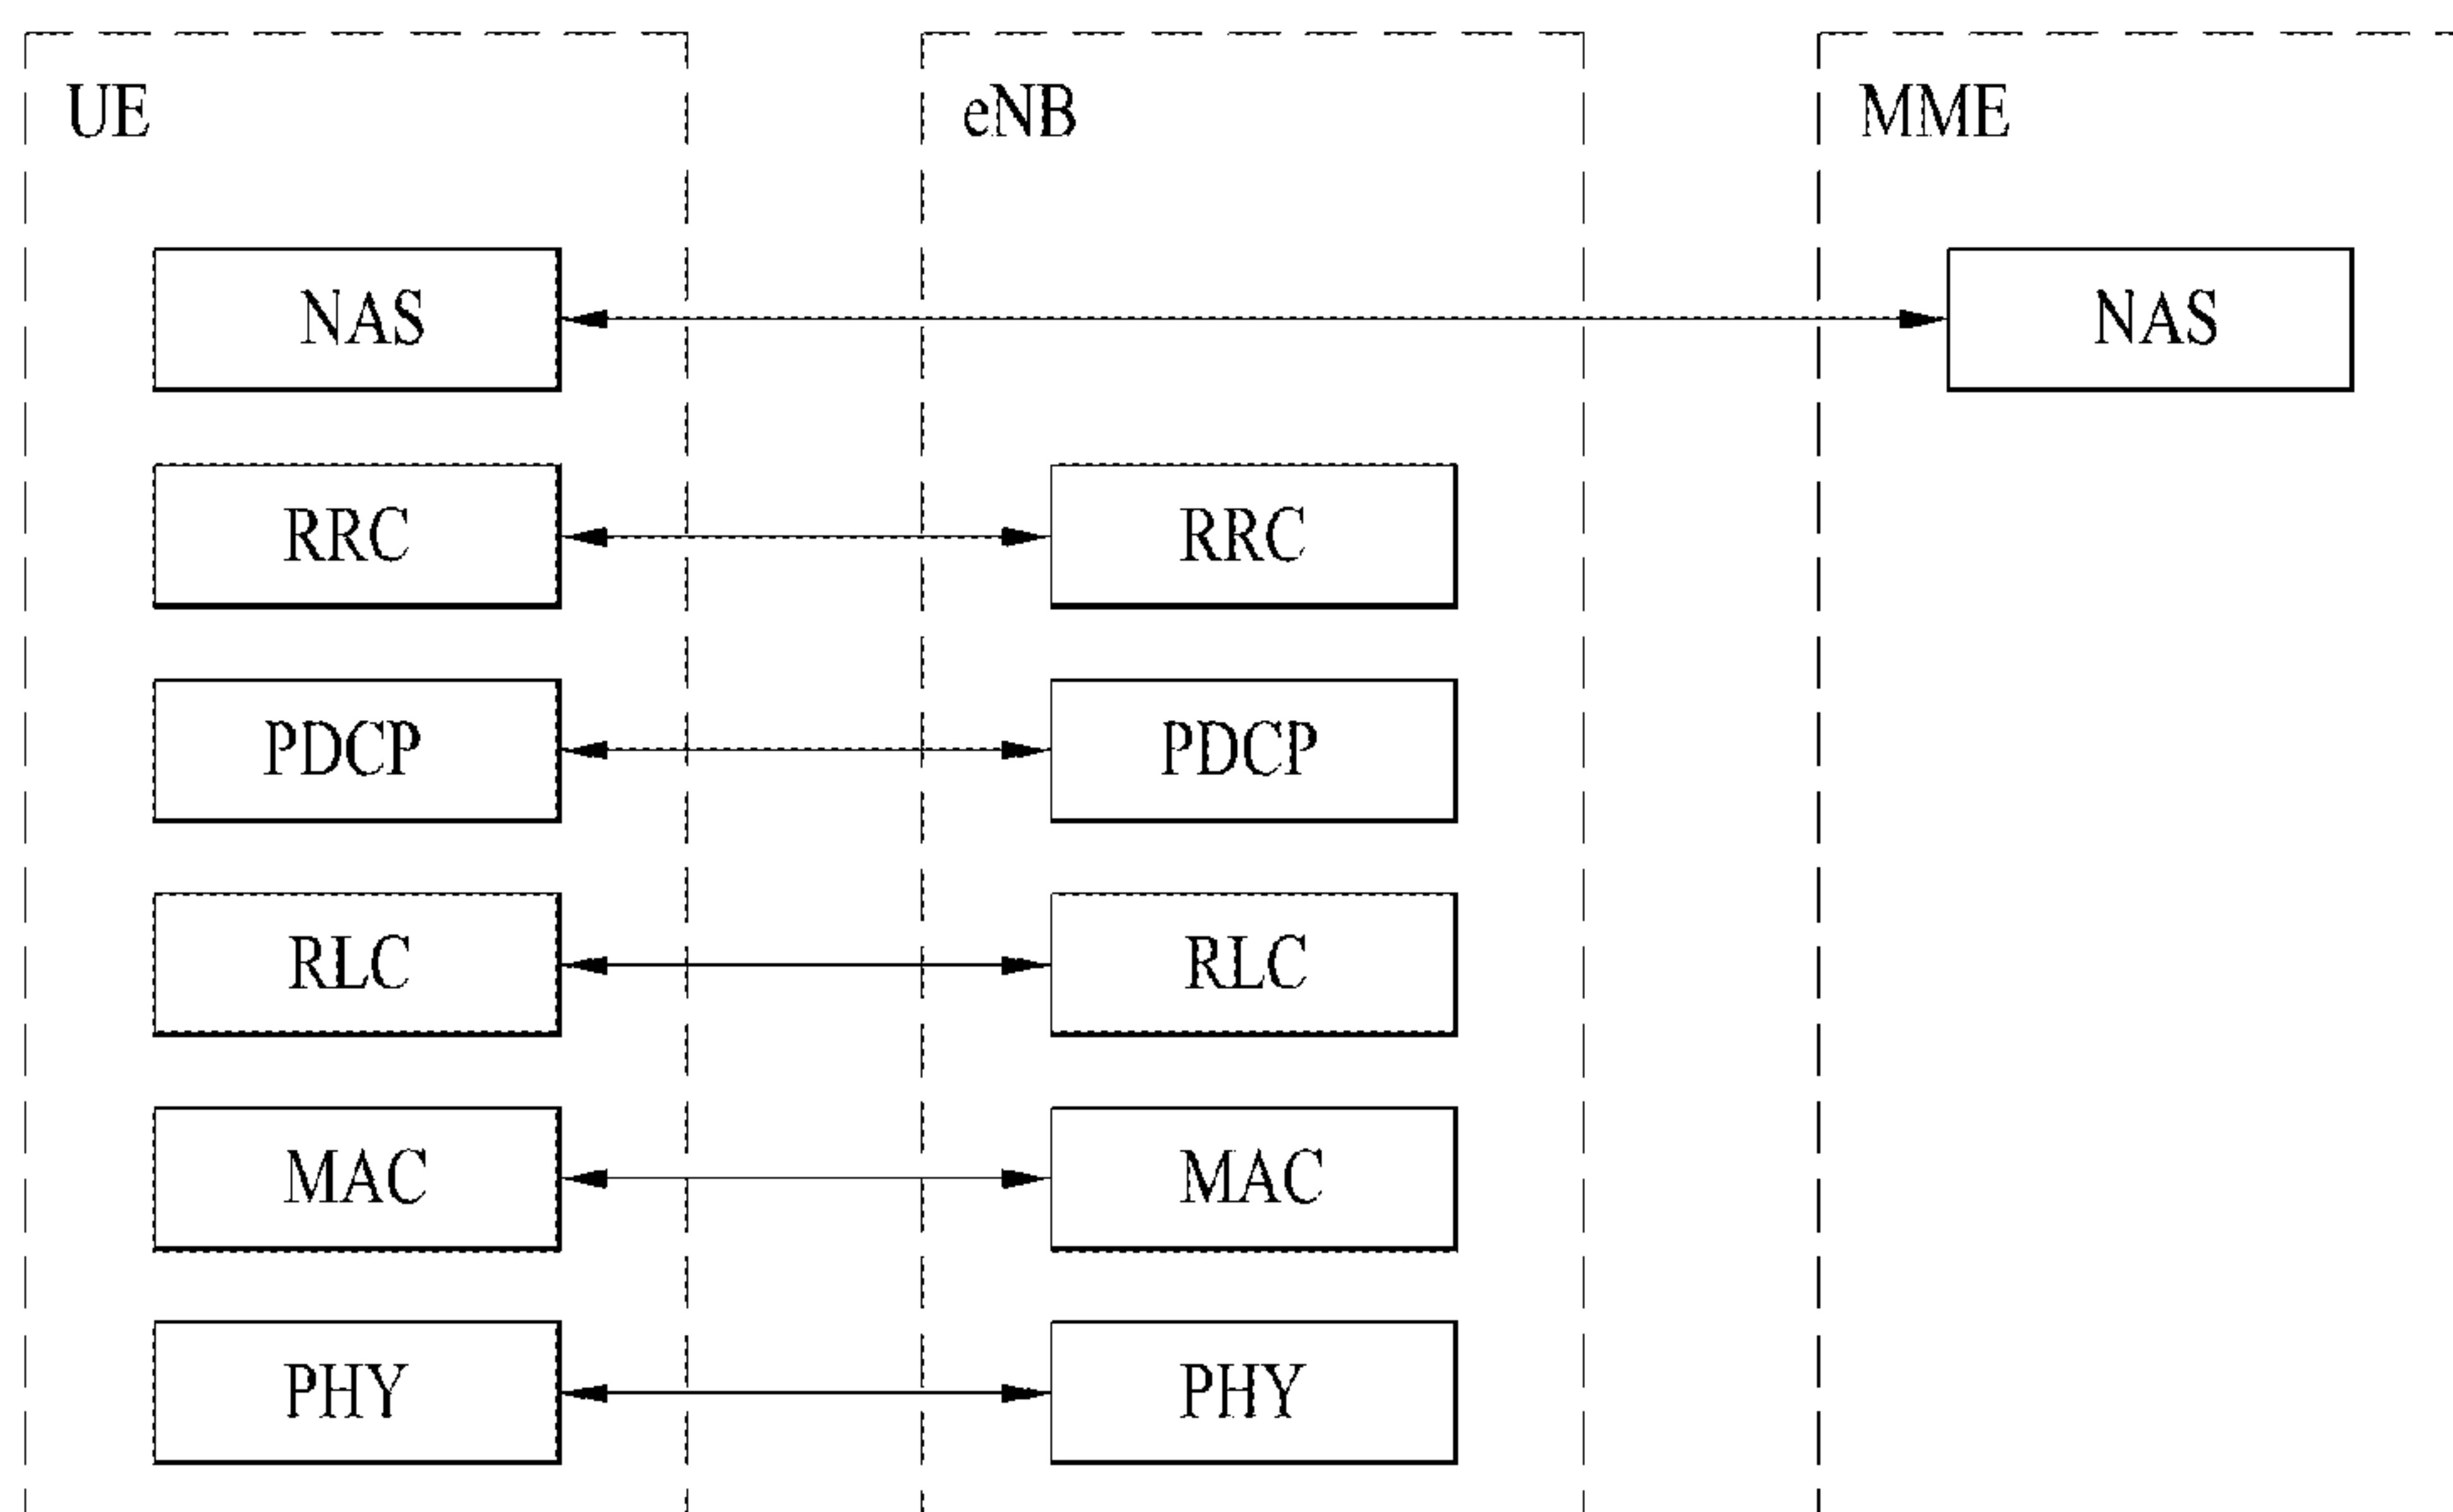 UE eNB MME
NAS NAS
RRC RRC
PDCP PDCP
RLC RLC
MAC MAC
PHY PHY